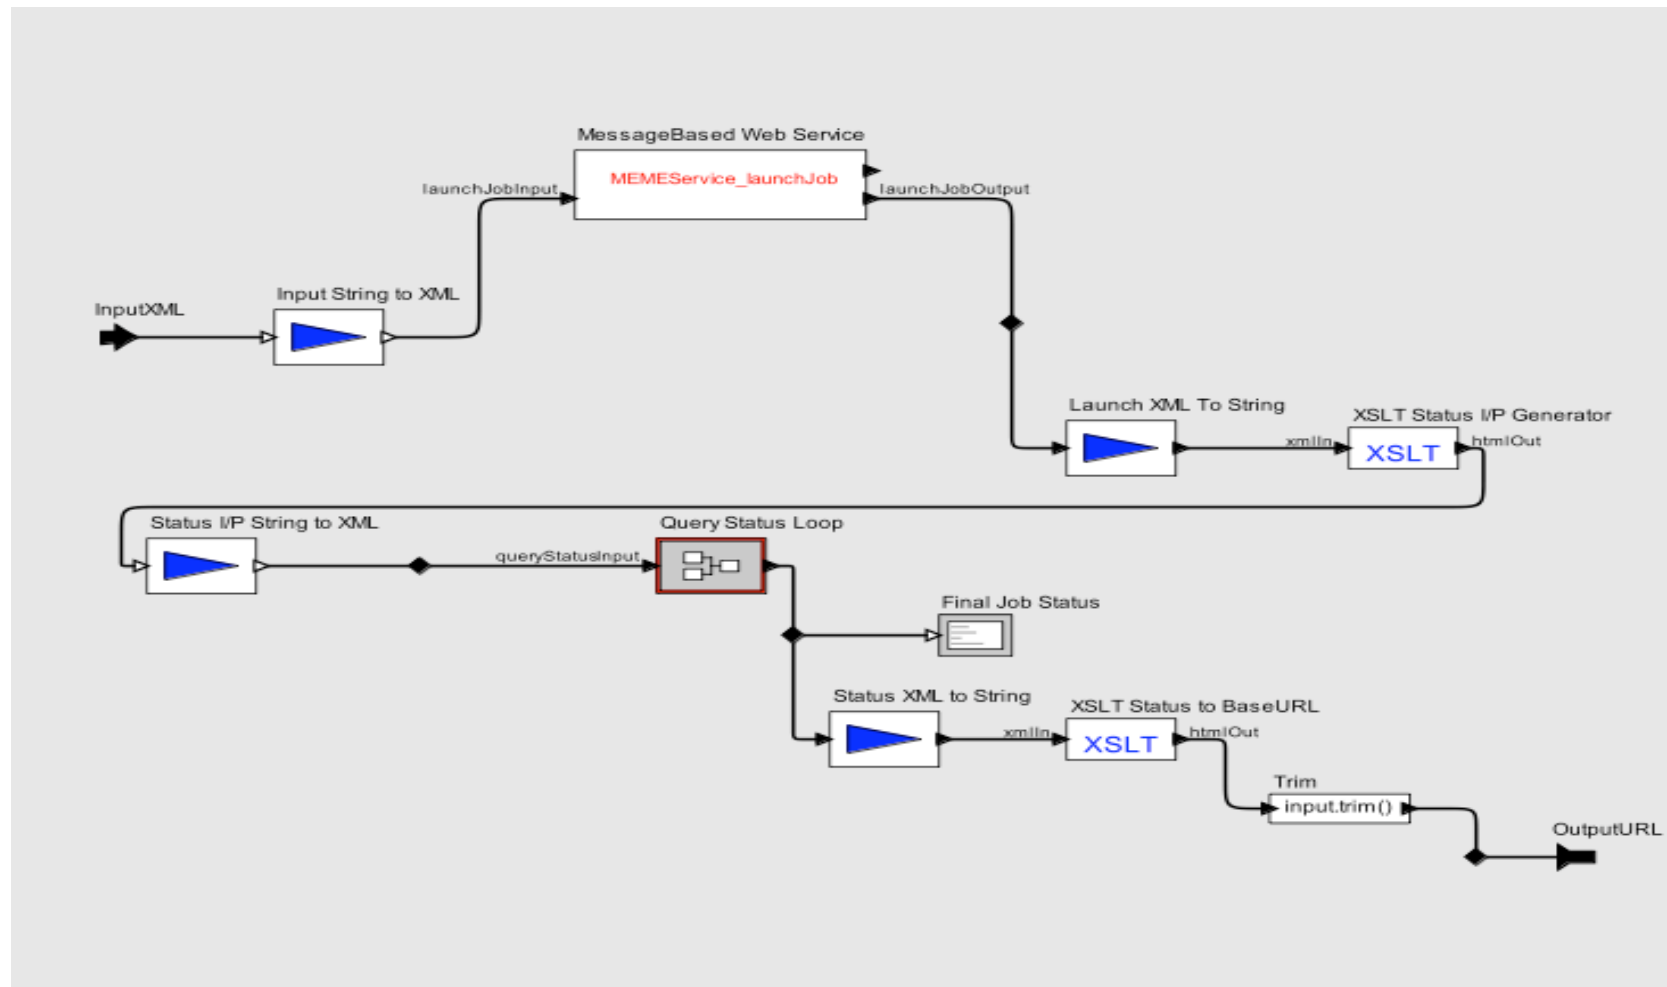 MessageBased Web Service
MEMEService_launchJob
launchJobInput
launchJobOutput
Input String to XML
InputXML
Launch XML To String
XSLT Status I/P Generator
xmlIn
XSLT
htmlOut
Status I/P String to XML
Query Status Loop
queryStatusInput
Final Job Status
Status XML to String
XSLT Status to BaseURL
xmlIn
XSLT
htmlOut
Trim
input.trim()
OutputURL